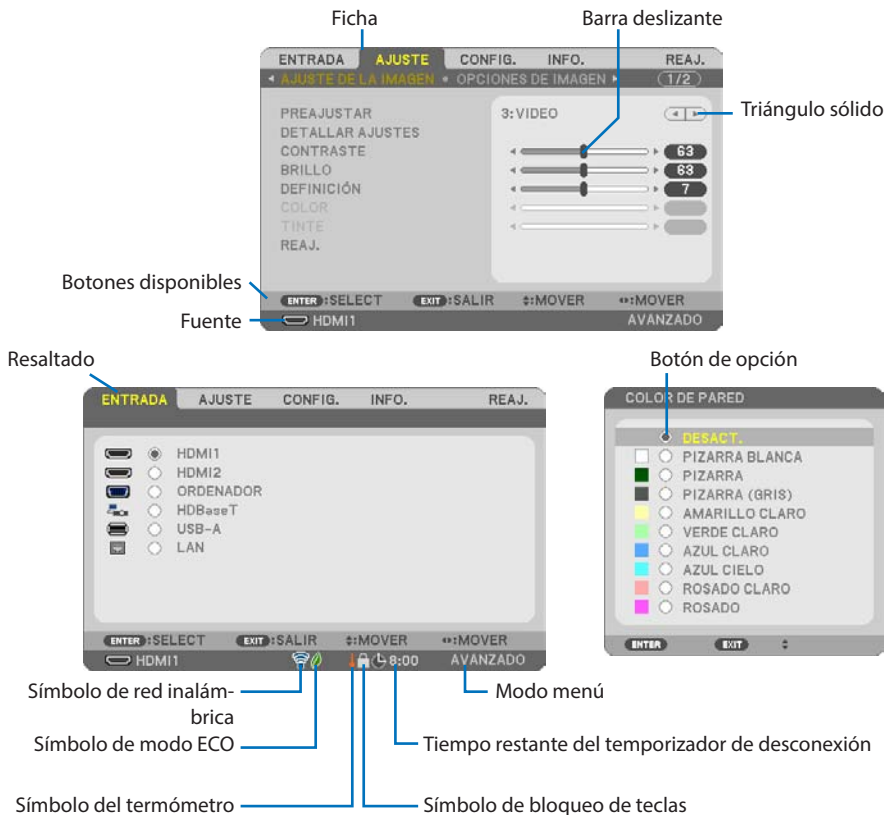 Ficha
Barra deslizante
ENTRADA AJUSTE CONFIG. INFO. REAJ.
AJUSTE DE LA IMAGEN OPCIONES DE IMAGEN 1/2
PREAJUSTAR 3:VIDEO
Triángulo sólido
DETALLAR AJUSTES
CONTRASTE 63
BRILLO 63
DEFINICIÓN 7
COLOR
TINTE
REAJ.
Botones disponibles
ENTER:SELECT EXIT:SALIR :MOVER :MOVER
Fuente
HDMI1 AVANZADO
Resaltado
Botón de opción
ENTRADA AJUSTE CONFIG. INFO. REAJ.
HDMI1
HDMI2
ORDENADOR
HDBaseT
USB-A
LAN
ENTER:SELECT EXIT:SALIR :MOVER :MOVER
HDMI1 8:00 AVANZADO
COLOR DE PARED
DESACT.
PIZARRA BLANCA
PIZARRA
PIZARRA (GRIS)
AMARILLO CLARO
VERDE CLARO
AZUL CLARO
AZUL CIELO
ROSADO CLARO
ROSADO
ENTER EXIT
Símbolo de red inalám-
brica
Modo menú
Símbolo de modo ECO
Tiempo restante del temporizador de desconexión
Símbolo del termómetro
Símbolo de bloqueo de teclas